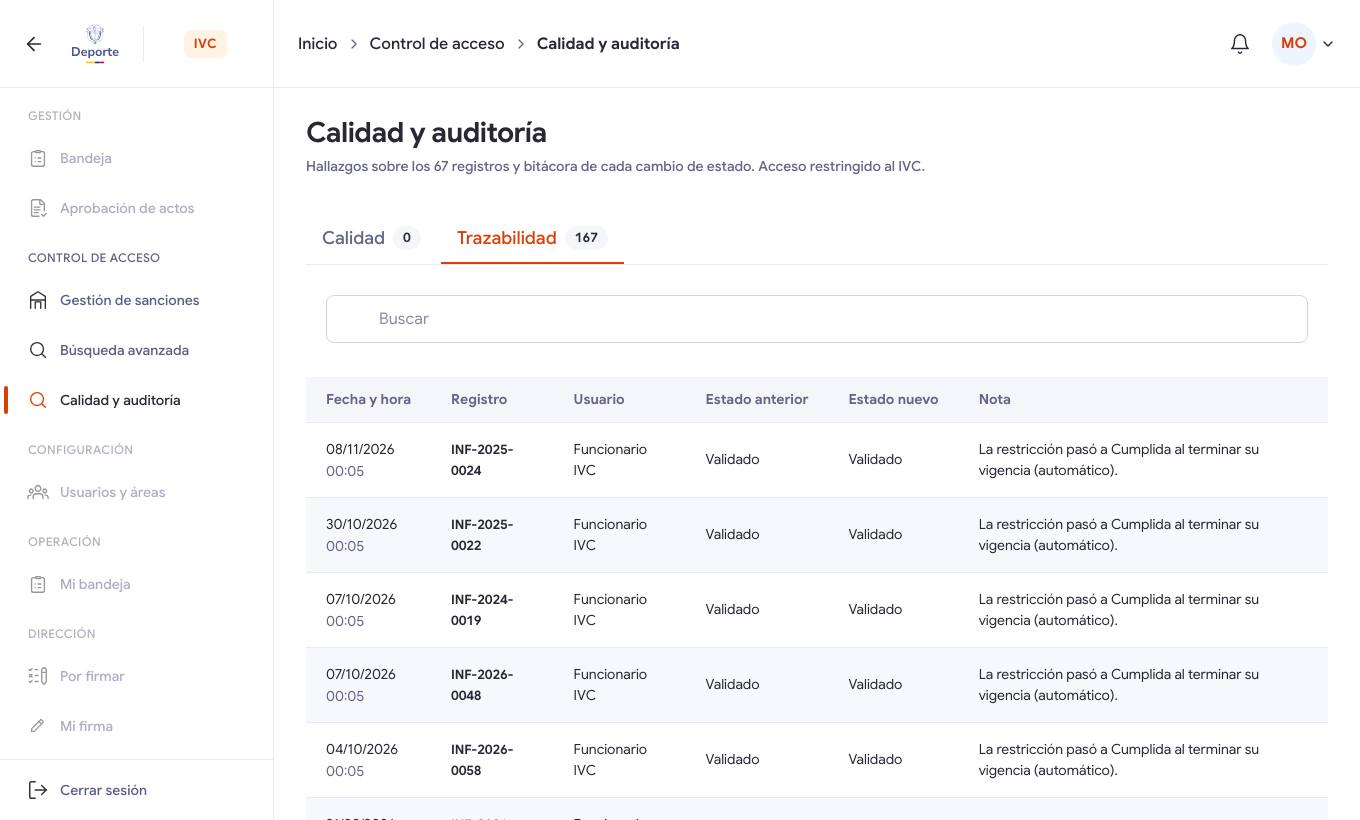 Deporte
IVC
Inicio > Control de acceso > Calidad y auditoría
MO
GESTIÓN
Bandeja
Aprobación de actos
CONTROL DE ACCESO
Gestión de sanciones
Búsqueda avanzada
Calidad y auditoría
CONFIGURACIÓN
Usuarios y áreas
OPERACIÓN
Mi bandeja
DIRECCIÓN
Por firmar
Mi firma
Cerrar sesión
Calidad y auditoría
Hallazgos sobre los 67 registros y bitácora de cada cambio de estado. Acceso restringido al IVC.
Calidad 0 Trazabilidad 167
Buscar
Fecha y hora Registro Usuario Estado anterior Estado nuevo Nota
08/11/2026 INF-2025- Funcionario Validado Validado La restricción pasó a Cumplida al terminar su
00:05 0024 IVC vigencia (automático).
30/10/2026 INF-2025- Funcionario Validado Validado La restricción pasó a Cumplida al terminar su
00:05 0022 IVC vigencia (automático).
07/10/2026 INF-2024- Funcionario Validado Validado La restricción pasó a Cumplida al terminar su
00:05 0019 IVC vigencia (automático).
07/10/2026 INF-2026- Funcionario Validado Validado La restricción pasó a Cumplida al terminar su
00:05 0048 IVC vigencia (automático).
04/10/2026 INF-2026- Funcionario Validado Validado La restricción pasó a Cumplida al terminar su
00:05 0058 IVC vigencia (automático).